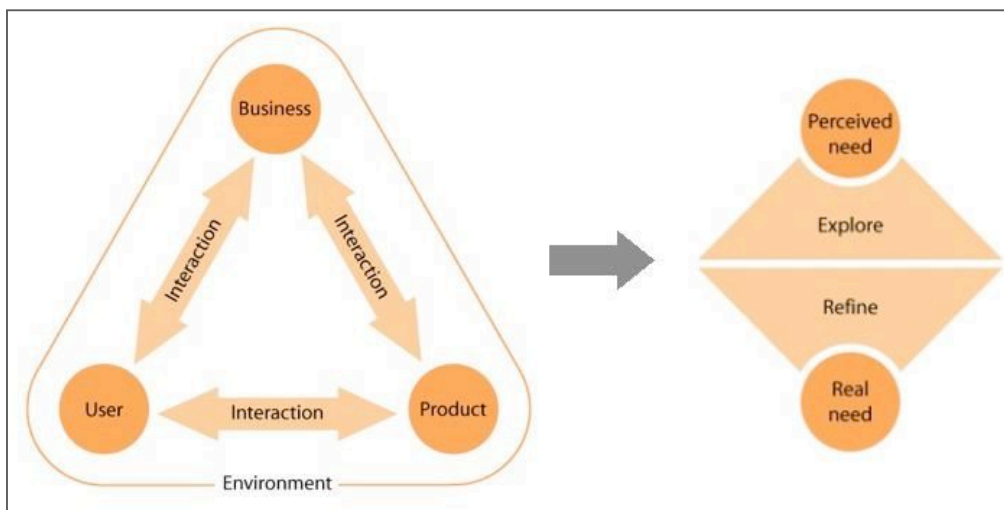 Business
Interaction
Interaction
User
Interaction
Product
Environment
Perceived
need
Explore
Refine
Real
need